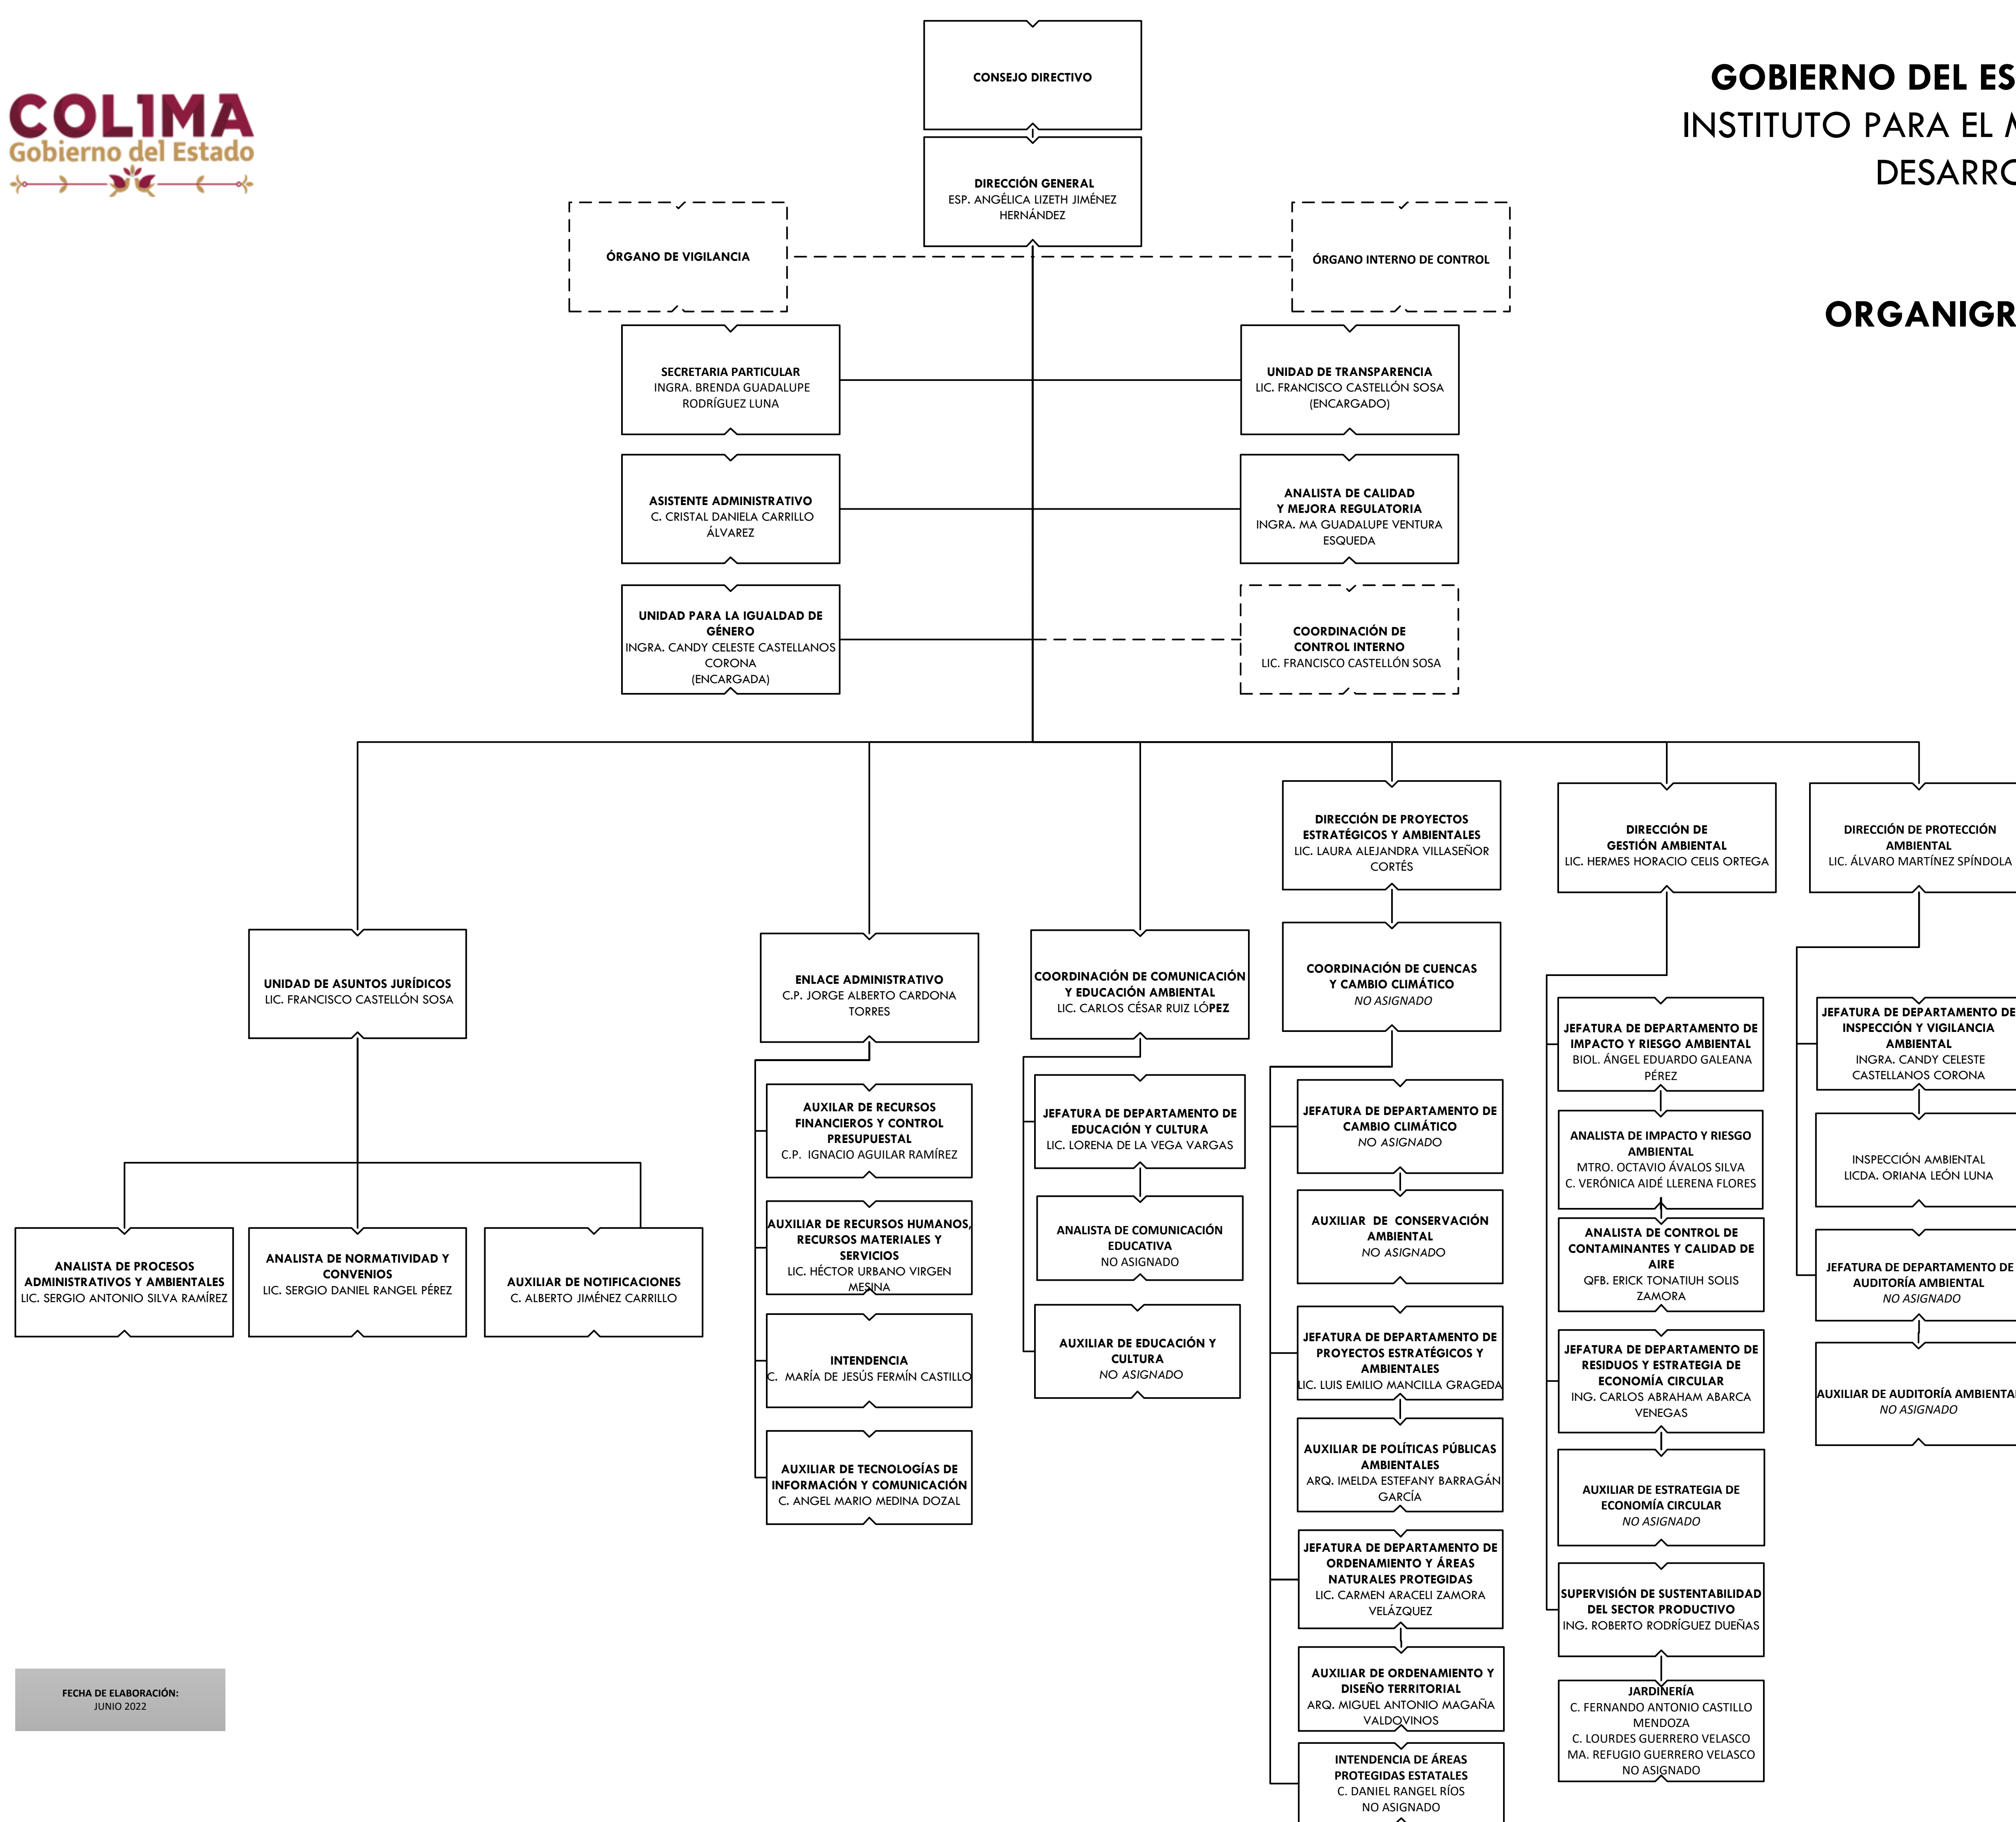 COL1MA
Gobierno del Estado
GOBIERNO DEL ES
INSTITUTO PARA EL M
DESARRO
ORGANIGR
CONSEJO DIRECTIVO
DIRECCIÓN GENERAL
ESP. ANGÉLICA LIZETH JIMÉNEZ
HERNÁNDEZ
ÓRGANO DE VIGILANCIA
ÓRGANO INTERNO DE CONTROL
SECRETARIA PARTICULAR
INGRA. BRENDA GUADALUPE
RODRÍGUEZ LUNA
UNIDAD DE TRANSPARENCIA
LIC. FRANCISCO CASTELLÓN SOSA
(ENCARGADO)
ASISTENTE ADMINISTRATIVO
C. CRISTAL DANIELA CARRILLO
ÁLVAREZ
ANALISTA DE CALIDAD
Y MEJORA REGULATORIA
INGRA. MA GUADALUPE VENTURA
ESQUEDA
UNIDAD PARA LA IGUALDAD DE
GÉNERO
INGRA. CANDY CELESTE CASTELLANOS
CORONA
(ENCARGADA)
COORDINACIÓN DE
CONTROL INTERNO
LIC. FRANCISCO CASTELLÓN SOSA
UNIDAD DE ASUNTOS JURÍDICOS
LIC. FRANCISCO CASTELLÓN SOSA
ANALISTA DE PROCESOS
ADMINISTRATIVOS Y AMBIENTALES
LIC. SERGIO ANTONIO SILVA RAMÍREZ
ANALISTA DE NORMATIVIDAD Y
CONVENIOS
LIC. SERGIO DANIEL RANGEL PÉREZ
AUXILIAR DE NOTIFICACIONES
C. ALBERTO JIMÉNEZ CARRILLO
ENLACE ADMINISTRATIVO
C.P. JORGE ALBERTO CARDONA
TORRES
AUXILAR DE RECURSOS
FINANCIEROS Y CONTROL
PRESUPUESTAL
C.P. IGNACIO AGUILAR RAMÍREZ
AUXILIAR DE RECURSOS HUMANOS,
RECURSOS MATERIALES Y
SERVICIOS
LIC. HÉCTOR URBANO VIRGEN
MESINA
INTENDENCIA
C. MARÍA DE JESÚS FERMÍN CASTILLO
AUXILIAR DE TECNOLOGÍAS DE
INFORMACIÓN Y COMUNICACIÓN
C. ANGEL MARIO MEDINA DOZAL
COORDINACIÓN DE COMUNICACIÓN
Y EDUCACIÓN AMBIENTAL
LIC. CARLOS CÉSAR RUIZ LÓPEZ
JEFATURA DE DEPARTAMENTO DE
EDUCACIÓN Y CULTURA
LIC. LORENA DE LA VEGA VARGAS
ANALISTA DE COMUNICACIÓN
EDUCATIVA
NO ASIGNADO
AUXILIAR DE EDUCACIÓN Y
CULTURA
NO ASIGNADO
DIRECCIÓN DE PROYECTOS
ESTRATÉGICOS Y AMBIENTALES
LIC. LAURA ALEJANDRA VILLASEÑOR
CORTÉS
COORDINACIÓN DE CUENCAS
Y CAMBIO CLIMÁTICO
NO ASIGNADO
JEFATURA DE DEPARTAMENTO DE
CAMBIO CLIMÁTICO
NO ASIGNADO
AUXILIAR DE CONSERVACIÓN
AMBIENTAL
NO ASIGNADO
JEFATURA DE DEPARTAMENTO DE
PROYECTOS ESTRATÉGICOS Y
AMBIENTALES
LIC. LUIS EMILIO MANCILLA GRAGEDA
AUXILIAR DE POLÍTICAS PÚBLICAS
AMBIENTALES
ARQ. IMELDA ESTEFANY BARRAGÁN
GARCÍA
JEFATURA DE DEPARTAMENTO DE
ORDENAMIENTO Y ÁREAS
NATURALES PROTEGIDAS
LIC. CARMEN ARACELI ZAMORA
VELÁZQUEZ
AUXILIAR DE ORDENAMIENTO Y
DISEÑO TERRITORIAL
ARQ. MIGUEL ANTONIO MAGAÑA
VALDOVINOS
INTENDENCIA DE ÁREAS
PROTEGIDAS ESTATALES
C. DANIEL RANGEL RÍOS
NO ASIGNADO
DIRECCIÓN DE
GESTIÓN AMBIENTAL
LIC. HERMES HORACIO CELIS ORTEGA
JEFATURA DE DEPARTAMENTO DE
IMPACTO Y RIESGO AMBIENTAL
BIOL. ÁNGEL EDUARDO GALEANA
PÉREZ
ANALISTA DE IMPACTO Y RIESGO
AMBIENTAL
MTRO. OCTAVIO ÁVALOS SILVA
C. VERÓNICA AIDÉ LLERENA FLORES
ANALISTA DE CONTROL DE
CONTAMINANTES Y CALIDAD DE
AIRE
QFB. ERICK TONATIUH SOLIS
ZAMORA
JEFATURA DE DEPARTAMENTO DE
RESIDUOS Y ESTRATEGIA DE
ECONOMÍA CIRCULAR
ING. CARLOS ABRAHAM ABARCA
VENEGAS
AUXILIAR DE ESTRATEGIA DE
ECONOMÍA CIRCULAR
NO ASIGNADO
SUPERVISIÓN DE SUSTENTABILIDAD
DEL SECTOR PRODUCTIVO
ING. ROBERTO RODRÍGUEZ DUEÑAS
JARDINERÍA
C. FERNANDO ANTONIO CASTILLO
MENDOZA
C. LOURDES GUERRERO VELASCO
MA. REFUGIO GUERRERO VELASCO
NO ASIGNADO
DIRECCIÓN DE PROTECCIÓN
AMBIENTAL
LIC. ÁLVARO MARTÍNEZ SPÍNDOLA
JEFATURA DE DEPARTAMENTO DE
INSPECCIÓN Y VIGILANCIA
AMBIENTAL
INGRA. CANDY CELESTE
CASTELLANOS CORONA
INSPECCIÓN AMBIENTAL
LICDA. ORIANA LEÓN LUNA
JEFATURA DE DEPARTAMENTO DE
AUDITORÍA AMBIENTAL
NO ASIGNADO
AUXILIAR DE AUDITORÍA AMBIENTAL
NO ASIGNADO
FECHA DE ELABORACIÓN:
JUNIO 2022